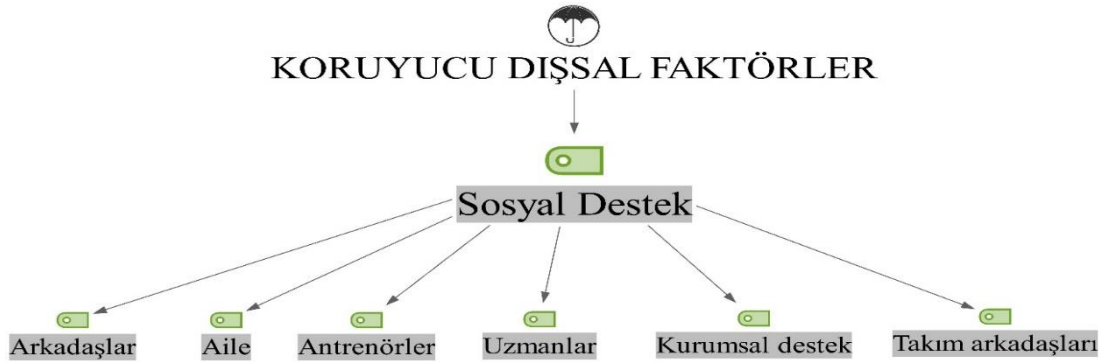 KORUYUCU DIŞSAL FAKTÖRLER
Sosyal Destek
Arkadaşlar
Aile
Antrenörler
Uzmanlar
Kurumsal destek
Takım arkadaşları